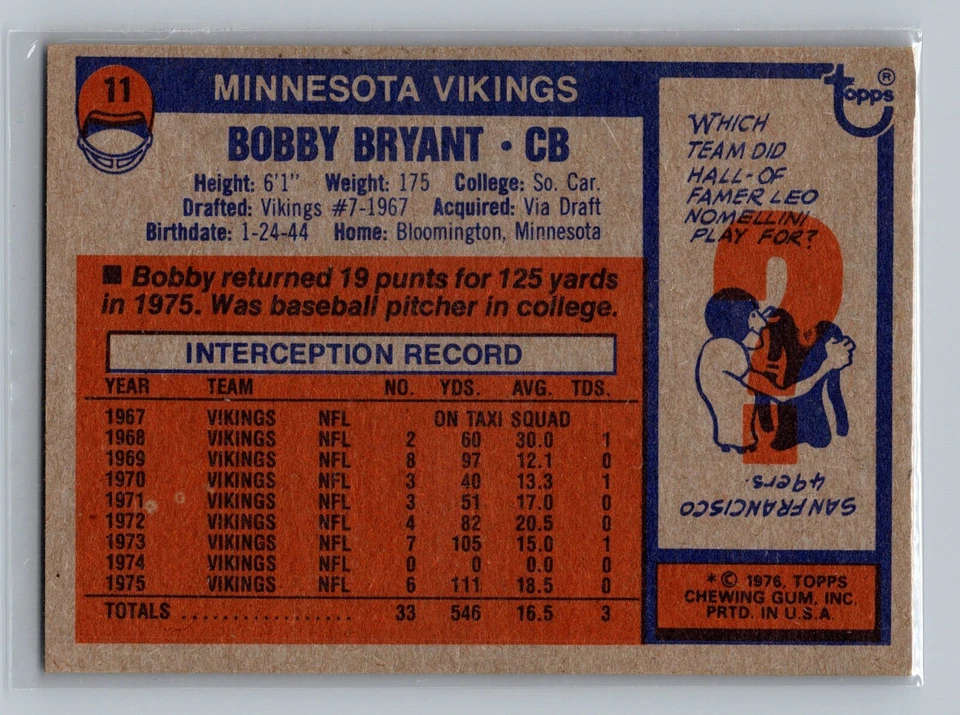 11
MINNESOTA VIKINGS
BOBBY BRYANT • CB
Height: 6'1" Weight: 175 College: So. Car.
Drafted: Vikings #7-1967 Acquired: Via Draft
Birthdate: 1-24-44 Home: Bloomington, Minnesota
■ Bobby returned 19 punts for 125 yards
in 1975. Was baseball pitcher in college.
INTERCEPTION RECORD
YEAR TEAM NO. YDS. AVG. TDS.
1967 VIKINGS NFL ON TAXI SQUAD
1968 VIKINGS NFL 2 60 30.0 1
1969 VIKINGS NFL 8 97 12.1 0
1970 VIKINGS NFL 3 40 13.3 1
1971 VIKINGS NFL 3 51 17.0 0
1972 VIKINGS NFL 4 82 20.5 0
1973 VIKINGS NFL 7 105 15.0 1
1974 VIKINGS NFL 0 0 0.0 0
1975 VIKINGS NFL 6 111 18.5 0
TOTALS .................. 33 546 16.5 3
topps ®
WHICH
TEAM DID
HALL-OF
FAMER LEO
NOMELLINI
PLAY FOR?
?
SAN FRANCISCO
49ers.
* © 1976, TOPPS
CHEWING GUM, INC.
PRTD. IN U.S.A